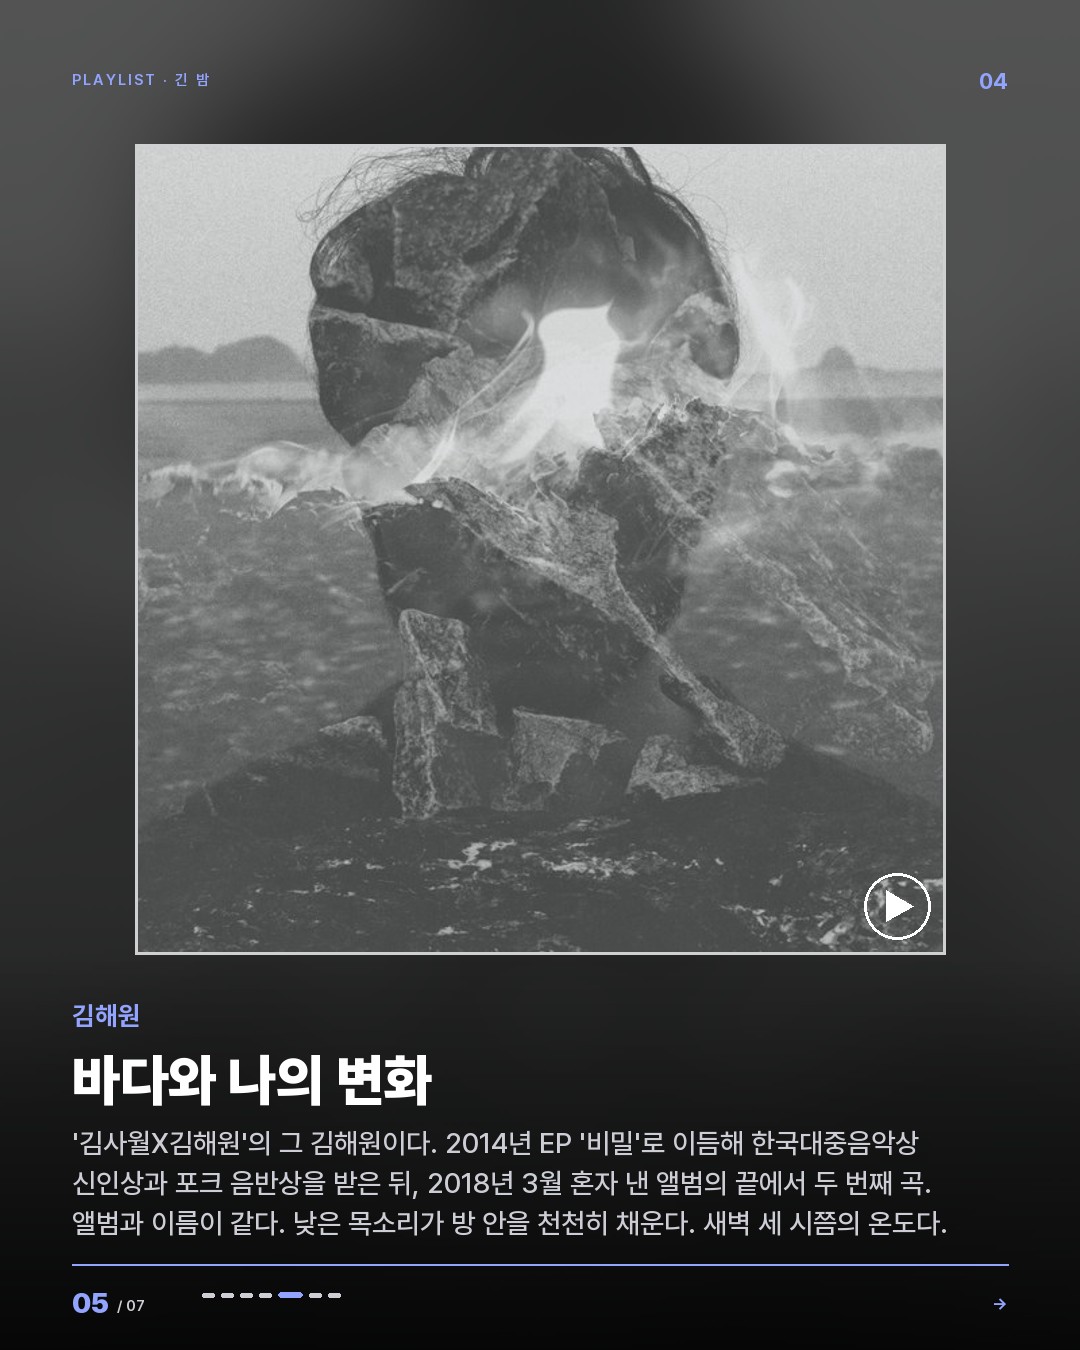 PLAYLIST · 긴 밤
04
김해원
바다와 나의 변화
'김사월X김해원'의 그 김해원이다. 2014년 EP '비밀'로 이듬해 한국대중음악상
신인상과 포크 음반상을 받은 뒤, 2018년 3월 혼자 낸 앨범의 끝에서 두 번째 곡.
앨범과 이름이 같다. 낮은 목소리가 방 안을 천천히 채운다. 새벽 세 시쯤의 온도다.
05 / 07